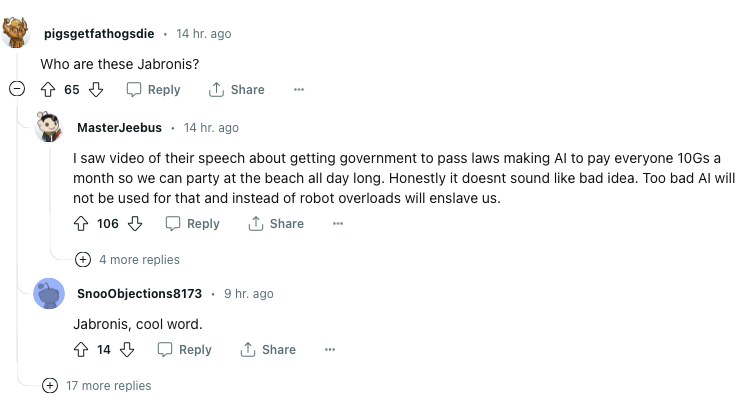 pigsgetfathogsdie • 14 hr. ago
Who are these Jabronis?
65 Reply Share ...
MasterJeebus • 14 hr. ago
I saw video of their speech about getting government to pass laws making AI to pay everyone 10Gs a
month so we can party at the beach all day long. Honestly it doesnt sound like bad idea. Too bad AI will
not be used for that and instead of robot overloads will enslave us.
106 Reply Share ...
4 more replies
SnooObjections8173 • 9 hr. ago
Jabronis, cool word.
14 Reply Share ...
17 more replies